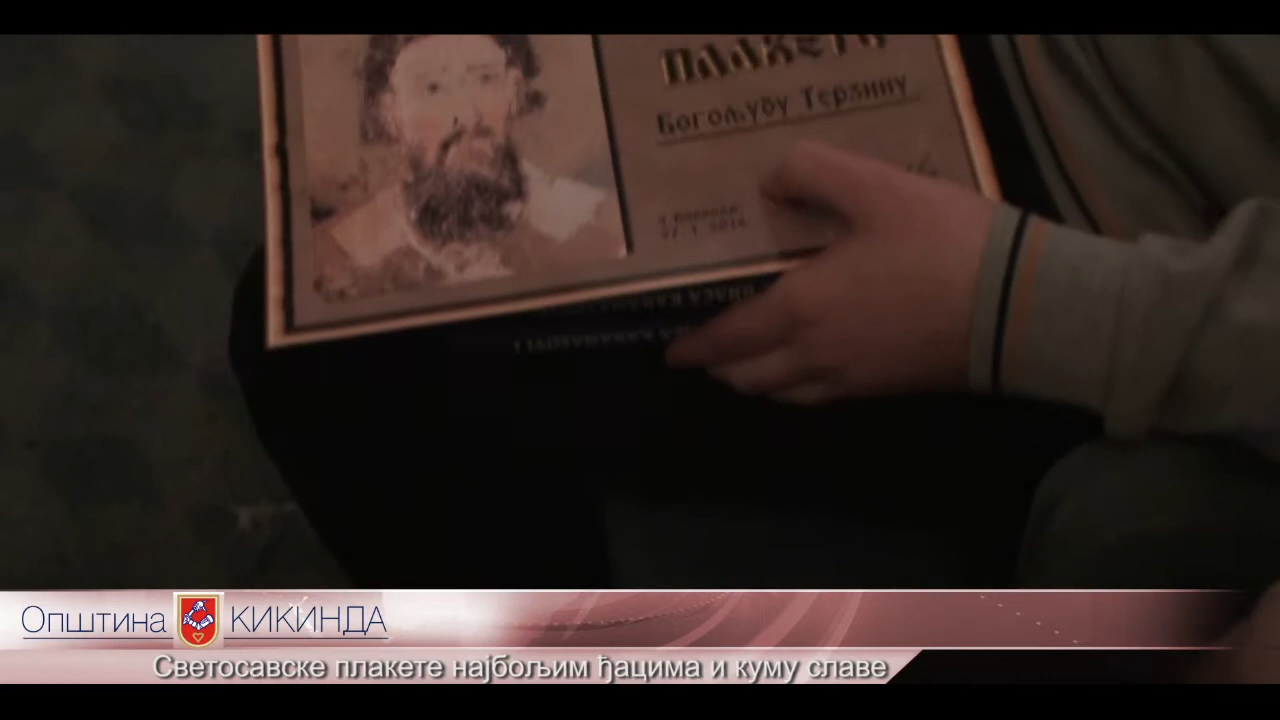 ПЛАКЕТА
Богољубу Терзину
Општина КИКИНДА
Светосавске плакете најбољим ђацима и куму славе